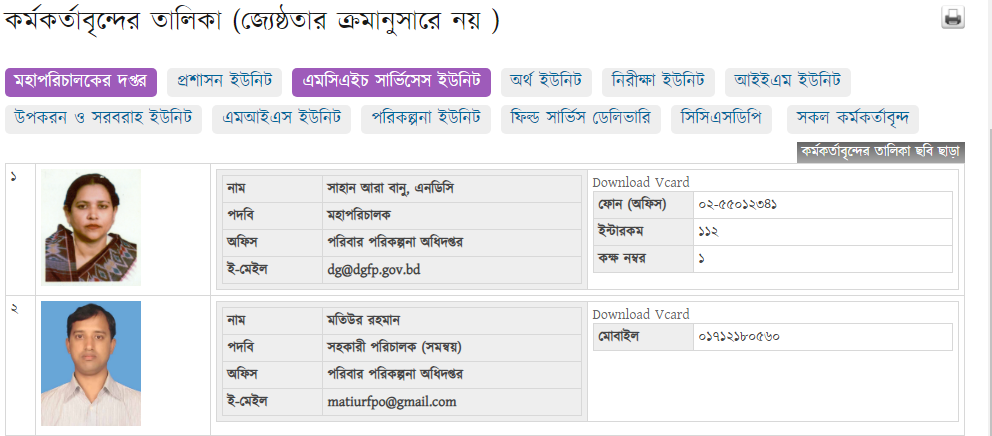 কর্মকর্তাবৃন্দের তালিকা (জ্যেষ্ঠতার ক্রমানুসারে নয় )
মহাপরিচালকের দপ্তর প্রশাসন ইউনিট এমসিএইচ সার্ভিসেস ইউনিট অর্থ ইউনিট নিরীক্ষা ইউনিট আইইএম ইউনিট
উপকরন ও সরবরাহ ইউনিট এমআইএস ইউনিট পরিকল্পনা ইউনিট ফিল্ড সার্ভিস ডেলিভারি সিসিএসডিপি সকল কর্মকর্তাবৃন্দ
কর্মকর্তাবৃন্দের তালিকা ছবি ছাড়া
১
নাম সাহান আরা বানু, এনডিসি
পদবি মহাপরিচালক
অফিস পরিবার পরিকল্পনা অধিদপ্তর
ই-মেইল dg@dgfp.gov.bd
Download Vcard
ফোন (অফিস) ০২-৫৫০১২৩৪১
ইন্টারকম ১১২
কক্ষ নম্বর ১
২
নাম মতিউর রহমান
পদবি সহকারী পরিচালক (সমন্বয়)
অফিস পরিবার পরিকল্পনা অধিদপ্তর
ই-মেইল matiurfpo@gmail.com
Download Vcard
মোবাইল ০১৭১২১৮০৫৬০